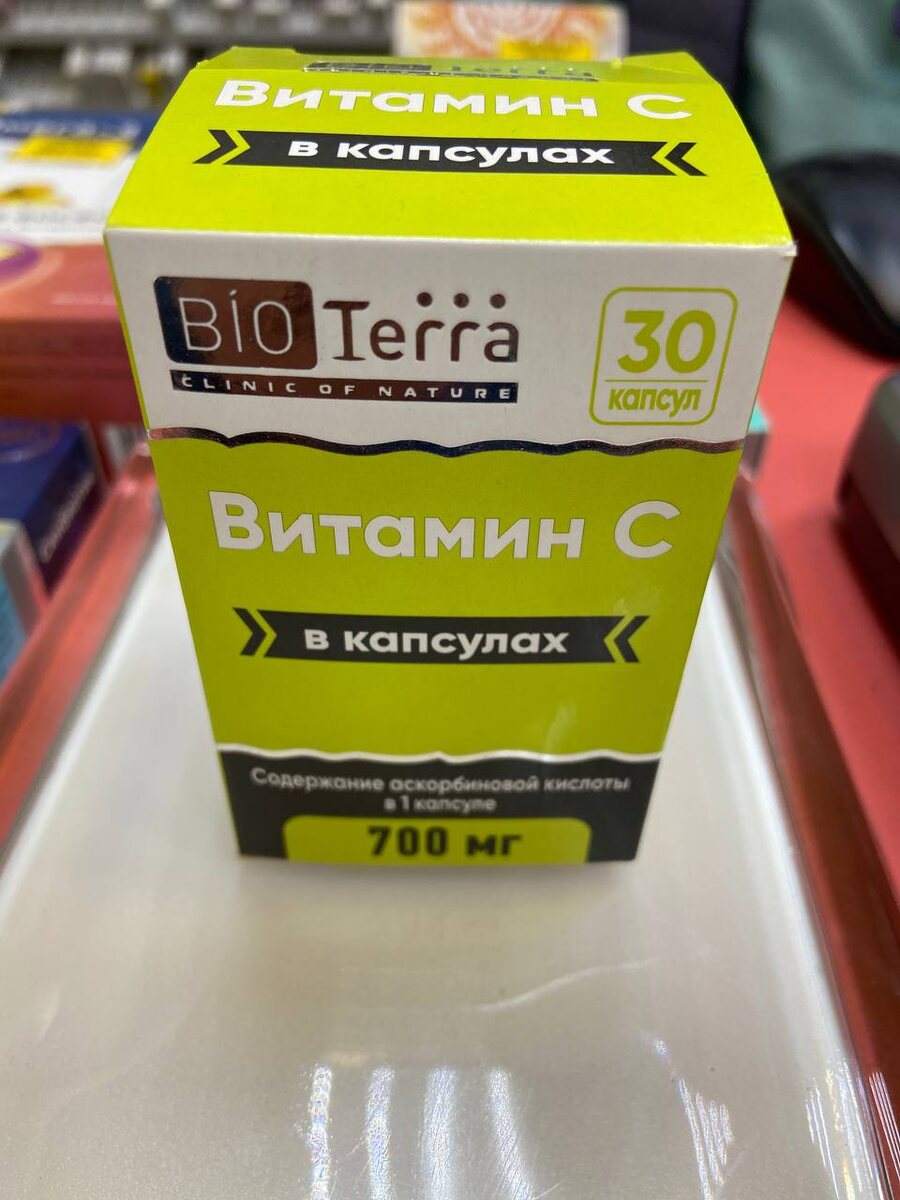 Витамин С
в капсулах
BIO Terra
CLINIC OF NATURE
30
капсул
Витамин С
в капсулах
Содержание аскорбиновой кислоты
в 1 капсуле
700 мг